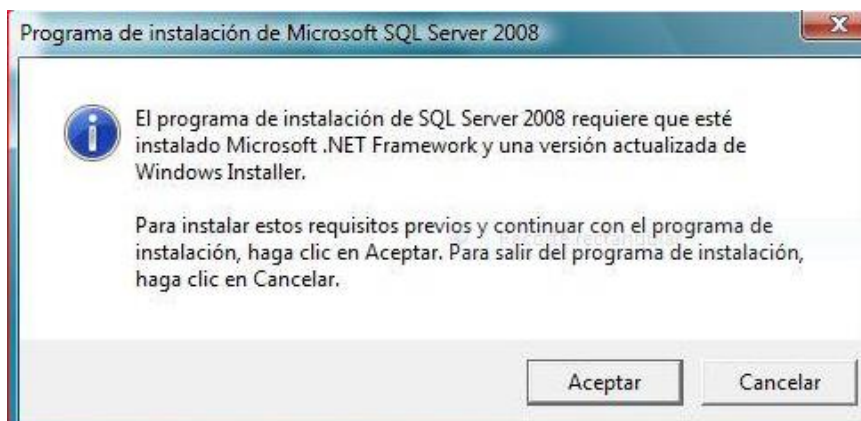 Programa de instalación de Microsoft SQL Server 2008
X
El programa de instalación de SQL Server 2008 requiere que esté
instalado Microsoft .NET Framework y una versión actualizada de
Windows Installer.
Para instalar estos requisitos previos y continuar con el programa de
instalación, haga clic en Aceptar. Para salir del programa de instalación,
haga clic en Cancelar.
Recorte rectangular
Aceptar
Cancelar